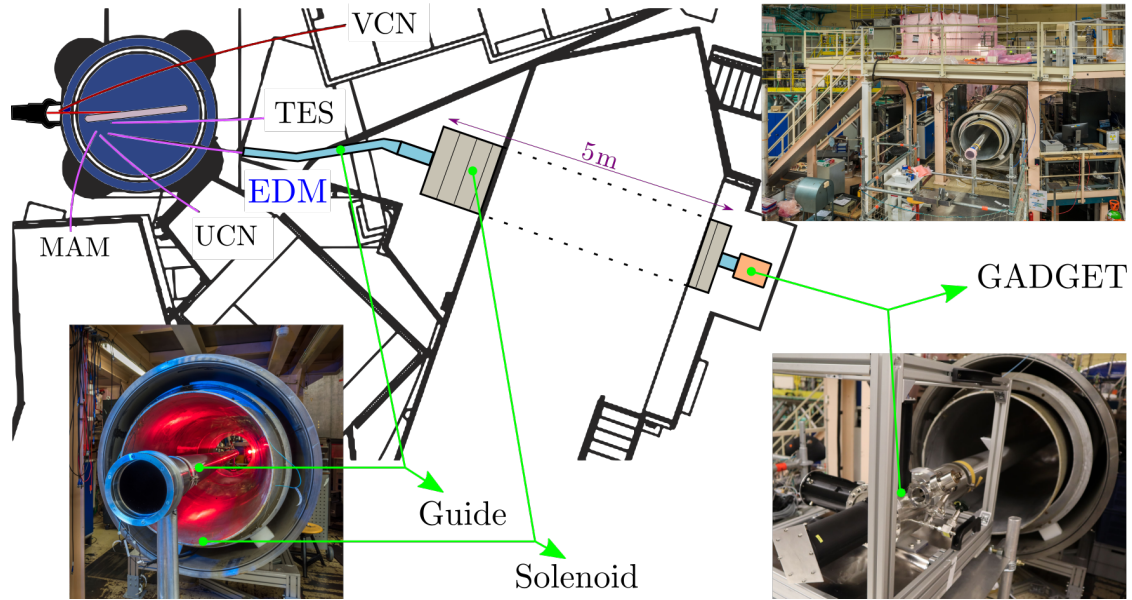 VCN
TES
5m
EDM
MAM
UCN
GADGET
Guide
Solenoid